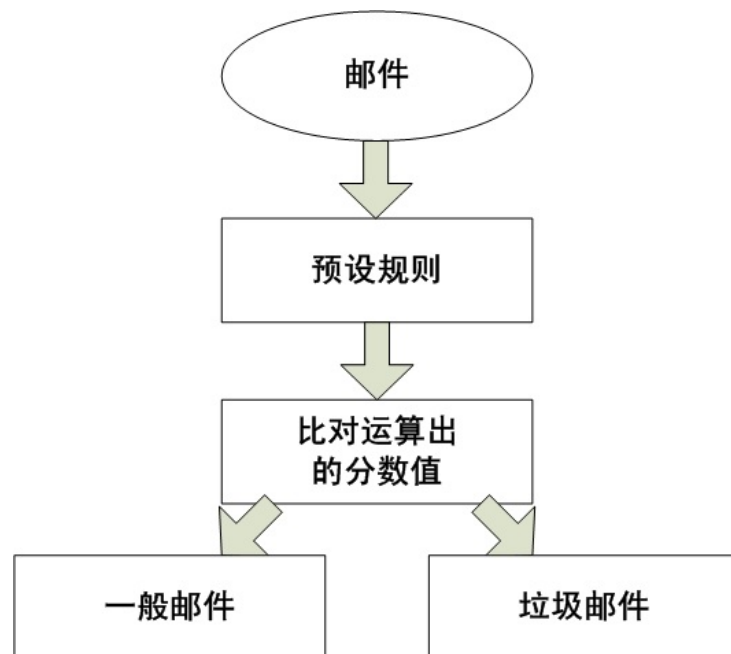 邮件
预设规则
比对运算出
的分数值
一般邮件
垃圾邮件